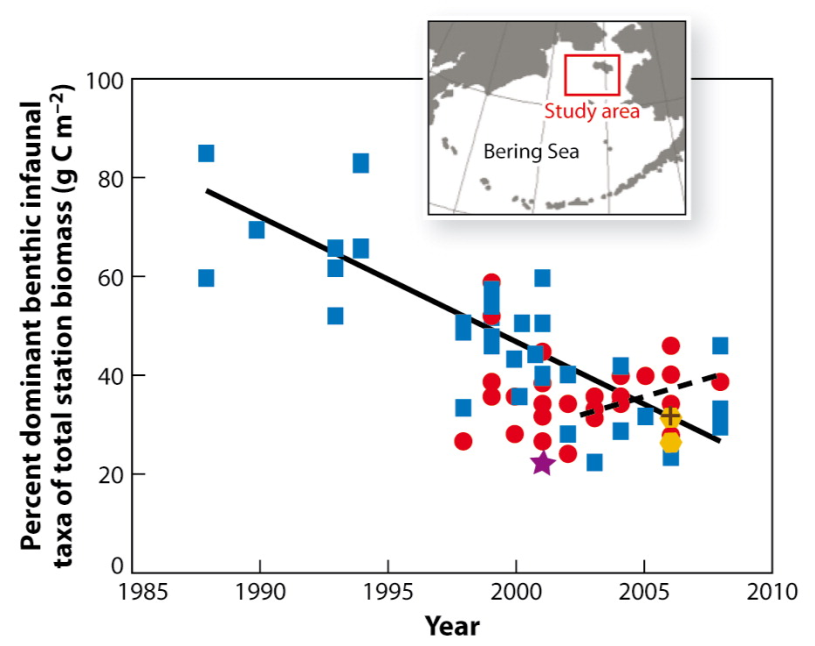 Percent dominant benthic infaunal
taxa of total station biomass (g C m⁻²)
100
80
60
40
20
0
1985
1990
1995
2000
2005
2010
Year
Study area
Bering Sea